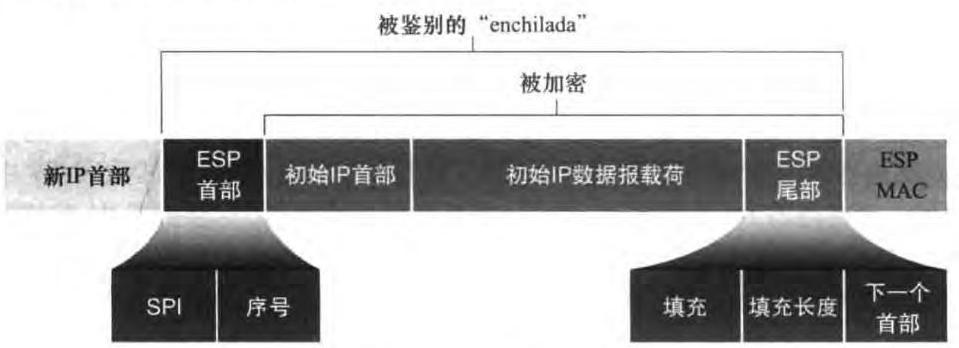 被鉴别的“enchilada”
被加密
新IP首部
ESP
首部
初始IP首部
初始IP数据报载荷
ESP
尾部
ESP
MAC
SPI
序号
填充
填充长度
下一个
首部